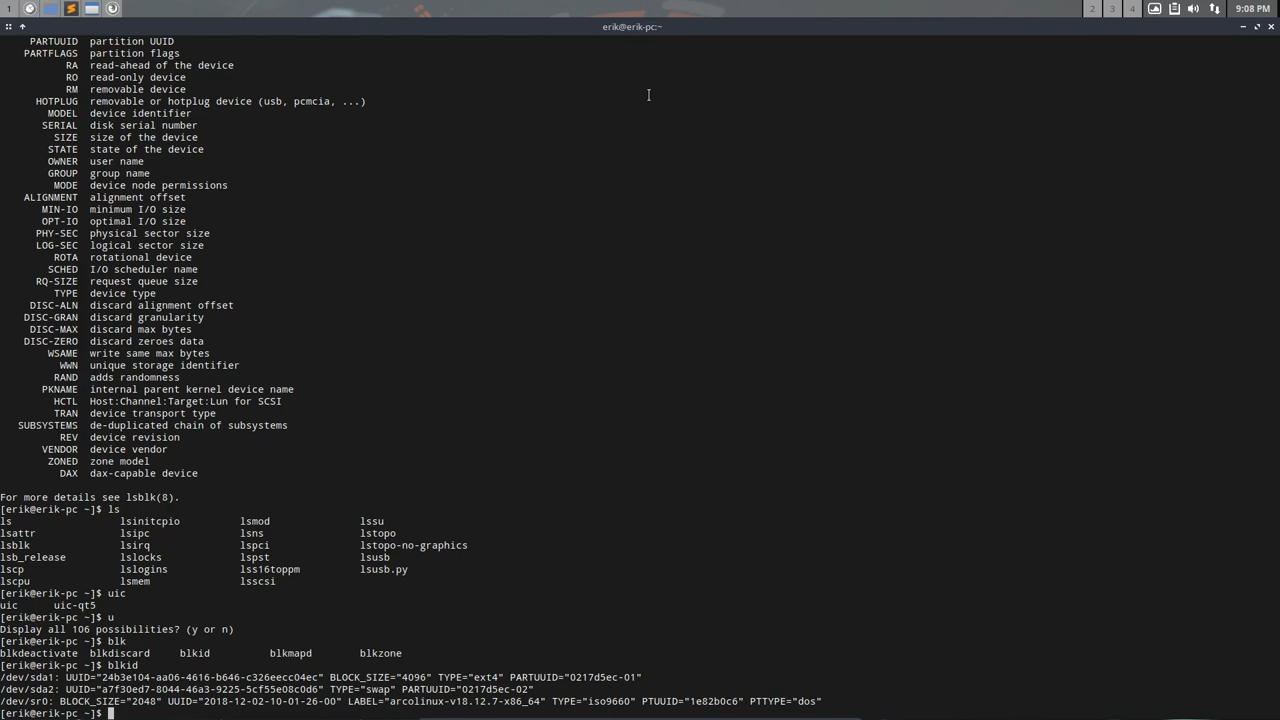 1
2
3
4
9:08 PM
erik@erik-pc:~
PARTUUID  partition UUID
PARTFLAGS  partition flags
RA  read-ahead of the device
RO  read-only device
RM  removable device
HOTPLUG  removable or hotplug device (usb, pcmcia, ...)
MODEL  device identifier
SERIAL  disk serial number
SIZE  size of the device
STATE  state of the device
OWNER  user name
GROUP  group name
MODE  device node permissions
ALIGNMENT  alignment offset
MIN-IO  minimum I/O size
OPT-IO  optimal I/O size
PHY-SEC  physical sector size
LOG-SEC  logical sector size
ROTA  rotational device
SCHED  I/O scheduler name
RQ-SIZE  request queue size
TYPE  device type
DISC-ALN  discard alignment offset
DISC-GRAN  discard granularity
DISC-MAX  discard max bytes
DISC-ZERO  discard zeroes data
WSAME  write same max bytes
WWN  unique storage identifier
RAND  adds randomness
PKNAME  internal parent kernel device name
HCTL  Host:Channel:Target:Lun for SCSI
TRAN  device transport type
SUBSYSTEMS  de-duplicated chain of subsystems
REV  device revision
VENDOR  device vendor
ZONED  zone model
DAX  dax-capable device
For more details see lsblk(8).
[erik@erik-pc ~]$ ls
ls  lsinitcpio  lsmod  lssu
lsattr  lsipc  lsns  lstopo
lsblk  lsirq  lspci  lstopo-no-graphics
lsb_release  lslocks  lspst  lsusb
lscp  lslogins  lss16toppm  lsusb.py
lscpu  lsmem  lsscsi
[erik@erik-pc ~]$ uic
uic  uic-qt5
[erik@erik-pc ~]$ u
Display all 106 possibilities? (y or n)
[erik@erik-pc ~]$ blk
blkdeactivate  blkdiscard  blkid  blkmapd  blkzone
[erik@erik-pc ~]$ blkid
/dev/sda1: UUID="24b3e104-aa06-4616-b646-c326eecc04ec" BLOCK_SIZE="4096" TYPE="ext4" PARTUUID="0217d5ec-01"
/dev/sda2: UUID="a7f30ed7-8044-46a3-9225-5cf55e08c0d6" TYPE="swap" PARTUUID="0217d5ec-02"
/dev/sr0: BLOCK_SIZE="2048" UUID="2018-12-02-10-01-26-00" LABEL="arcolinux-v18.12.7-x86_64" TYPE="iso9660" PTUUID="1e82b0c6" PTTYPE="dos"
[erik@erik-pc ~]$